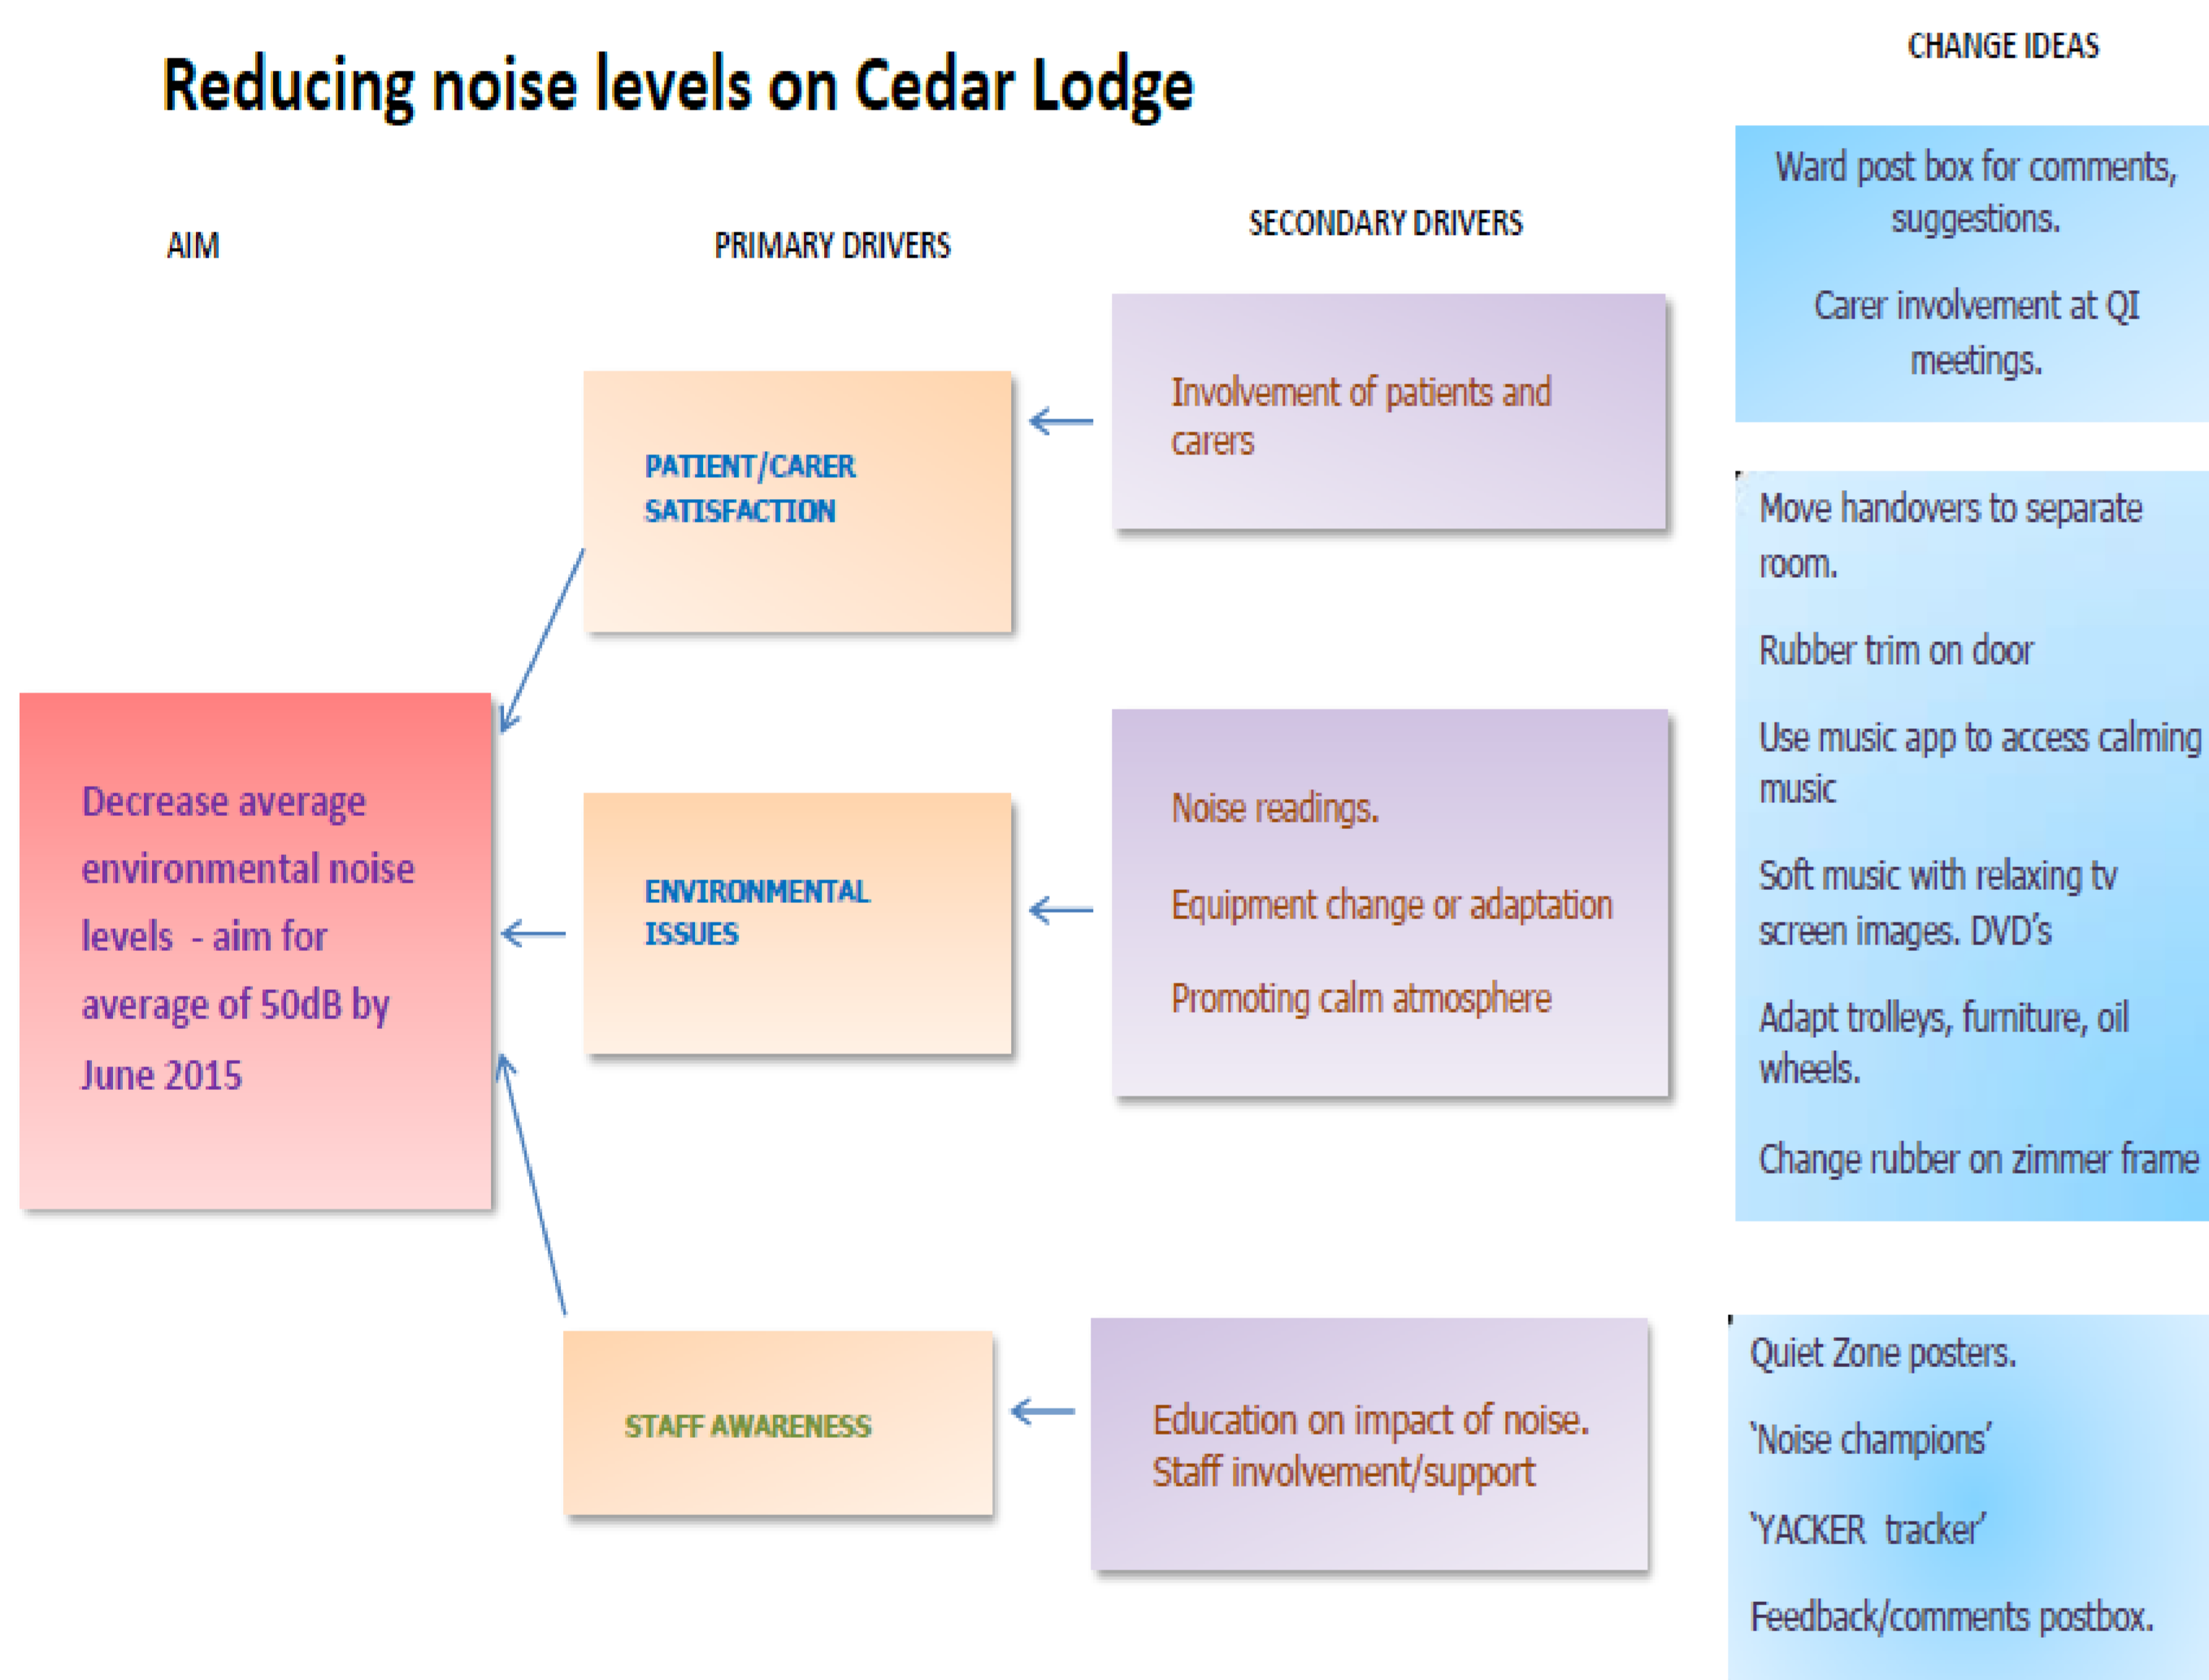 Reducing noise levels on Cedar Lodge
AIM
PRIMARY DRIVERS
SECONDARY DRIVERS
CHANGE IDEAS
Decrease average
environmental noise
levels - aim for
average of 50dB by
June 2015
PATIENT/CARER
SATISFACTION
ENVIRONMENTAL
ISSUES
STAFF AWARENESS
Involvement of patients and
carers
Noise readings.
Equipment change or adaptation
Promoting calm atmosphere
Education on impact of noise.
Staff involvement/support
Ward post box for comments,
suggestions.
Carer involvement at QI
meetings.
Move handovers to separate
room.
Rubber trim on door
Use music app to access calming
music
Soft music with relaxing tv
screen images. DVD's
Adapt trolleys, furniture, oil
wheels.
Change rubber on zimmer frame
Quiet Zone posters.
‘Noise champions’
‘YACKER tracker’
Feedback/comments postbox.